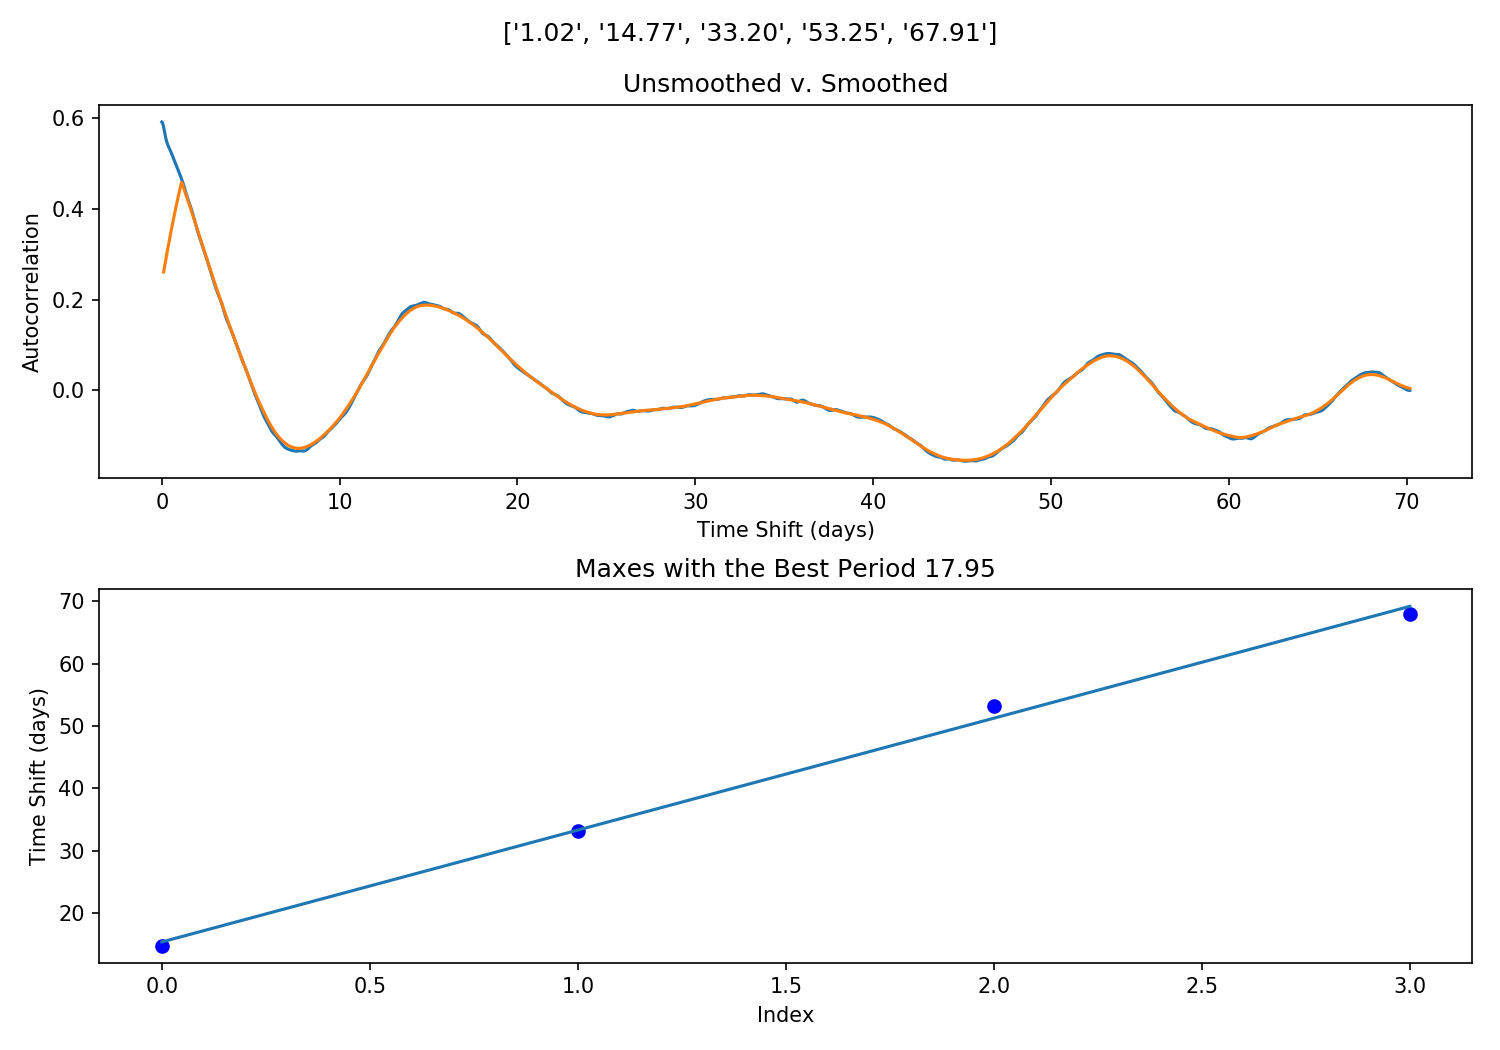 ['1.02', '14.77', '33.20', '53.25', '67.91']
Unsmoothed v. Smoothed
Autocorrelation
0.6
0.4
0.2
0.0
0 10 20 30 40 50 60 70
Time Shift (days)
Maxes with the Best Period 17.95
Time Shift (days)
70
60
50
40
30
20
0.0 0.5 1.0 1.5 2.0 2.5 3.0
Index